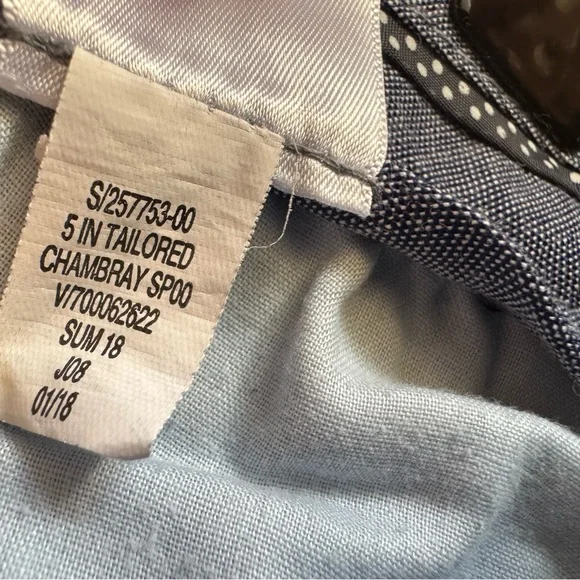 S/257753-00
5 IN TAILORED
CHAMBRAY SP00
V/700062622
SUM 18
J08
01/18